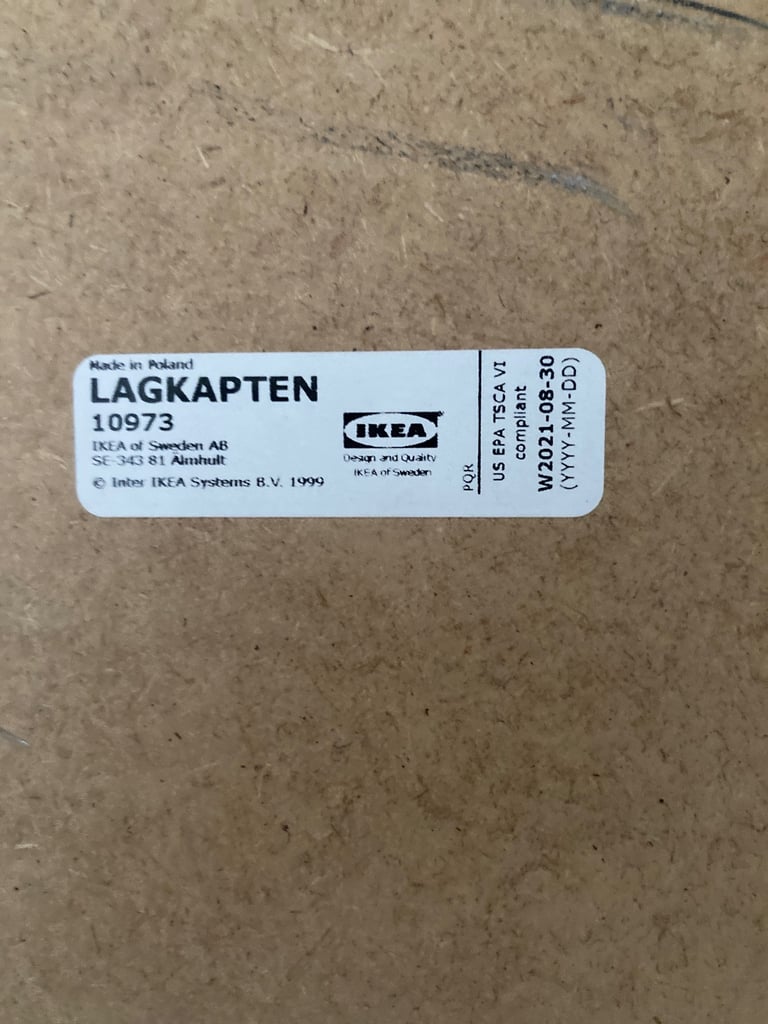 Made in Poland
LAGKAPTEN
10973
IKEA of Sweden AB
SE-343 81 Älmhult
© Inter IKEA Systems B.V. 1999
IKEA
Design and Quality
IKEA of Sweden
PQR
US EPA TSCA VI
compliant
W2021-08-30
(YYYY-MM-DD)